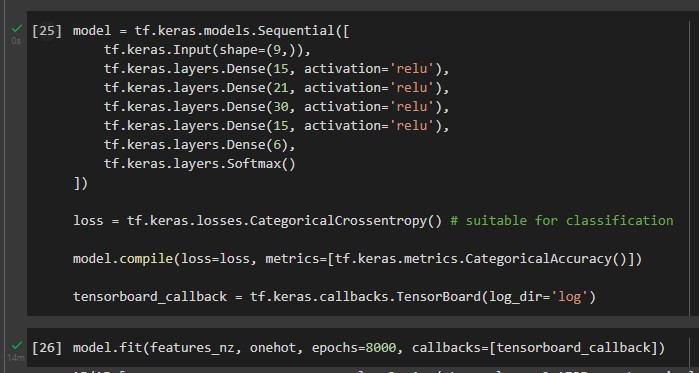 [25] model = tf.keras.models.Sequential([
tf.keras.Input(shape=(9,)),
tf.keras.layers.Dense(15, activation='relu'),
tf.keras.layers.Dense(21, activation='relu'),
tf.keras.layers.Dense(30, activation='relu'),
tf.keras.layers.Dense(15, activation='relu'),
tf.keras.layers.Dense(6),
tf.keras.layers.Softmax()
])
loss = tf.keras.losses.CategoricalCrossentropy() # suitable for classification
model.compile(loss=loss, metrics=[tf.keras.metrics.CategoricalAccuracy()])
tensorboard_callback = tf.keras.callbacks.TensorBoard(log_dir='log')
[26] model.fit(features_nz, onehot, epochs=8000, callbacks=[tensorboard_callback])
0s
14m